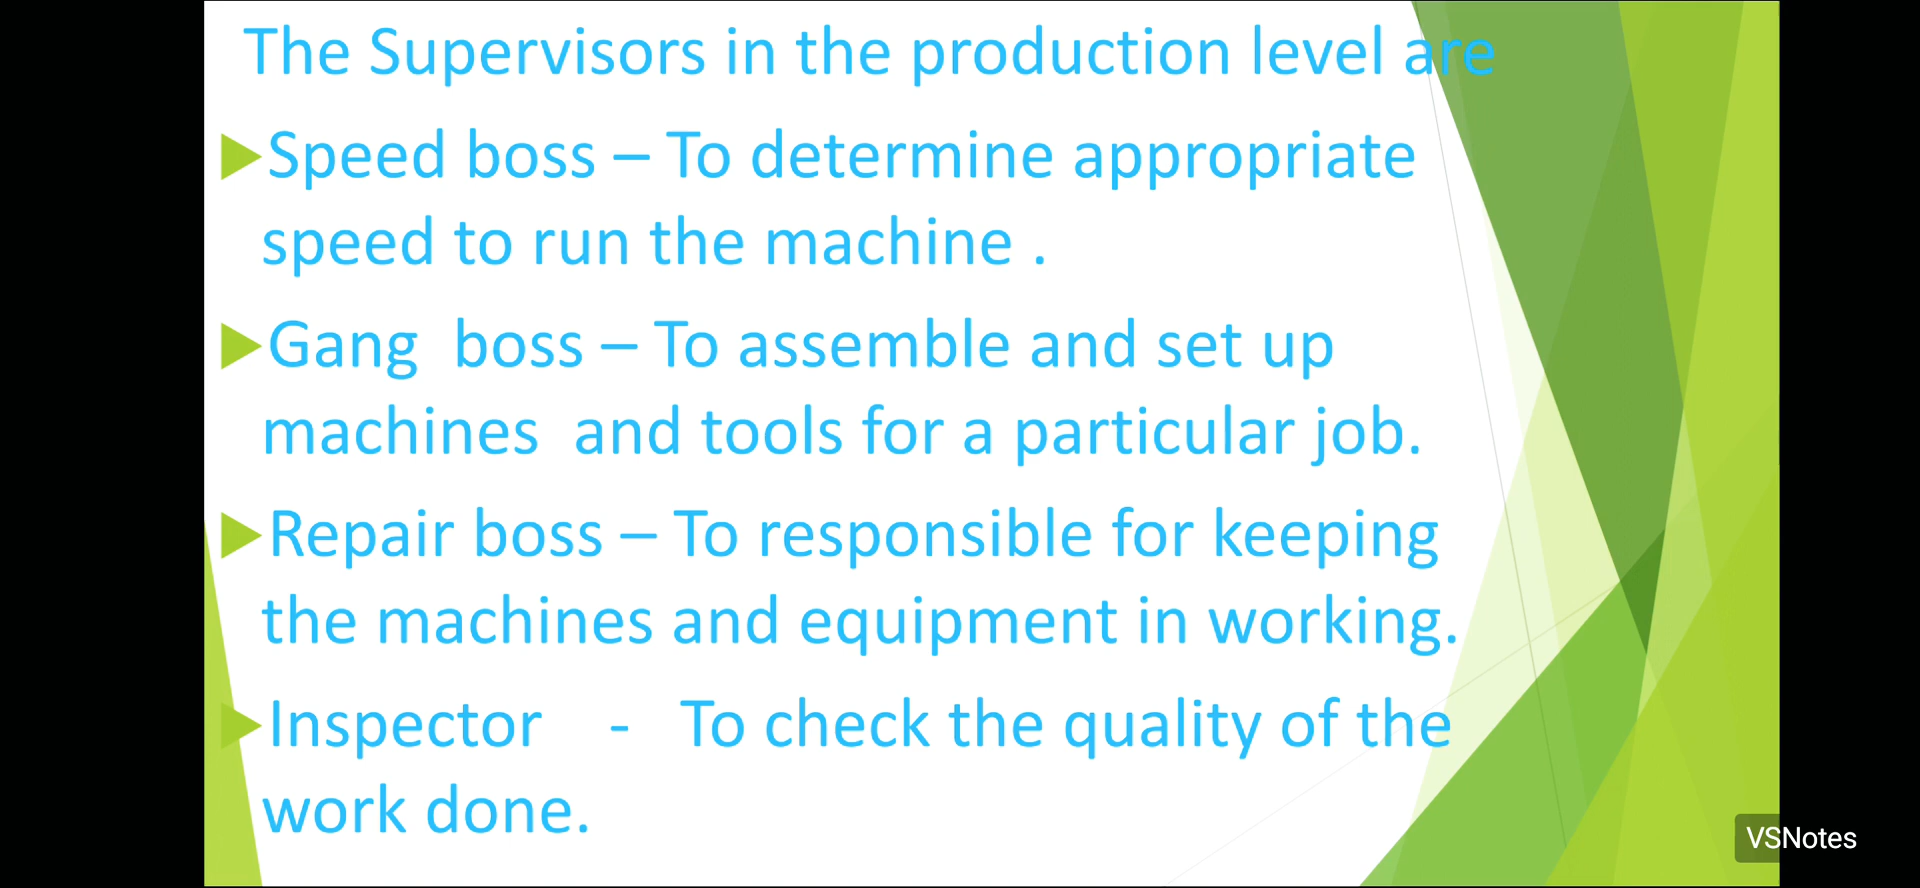 The Supervisors in the production level are
Speed boss – To determine appropriate
speed to run the machine .
Gang  boss – To assemble and set up
machines  and tools for a particular job.
Repair boss – To responsible for keeping
the machines and equipment in working.
Inspector    -   To check the quality of the
work done.
VSNotes